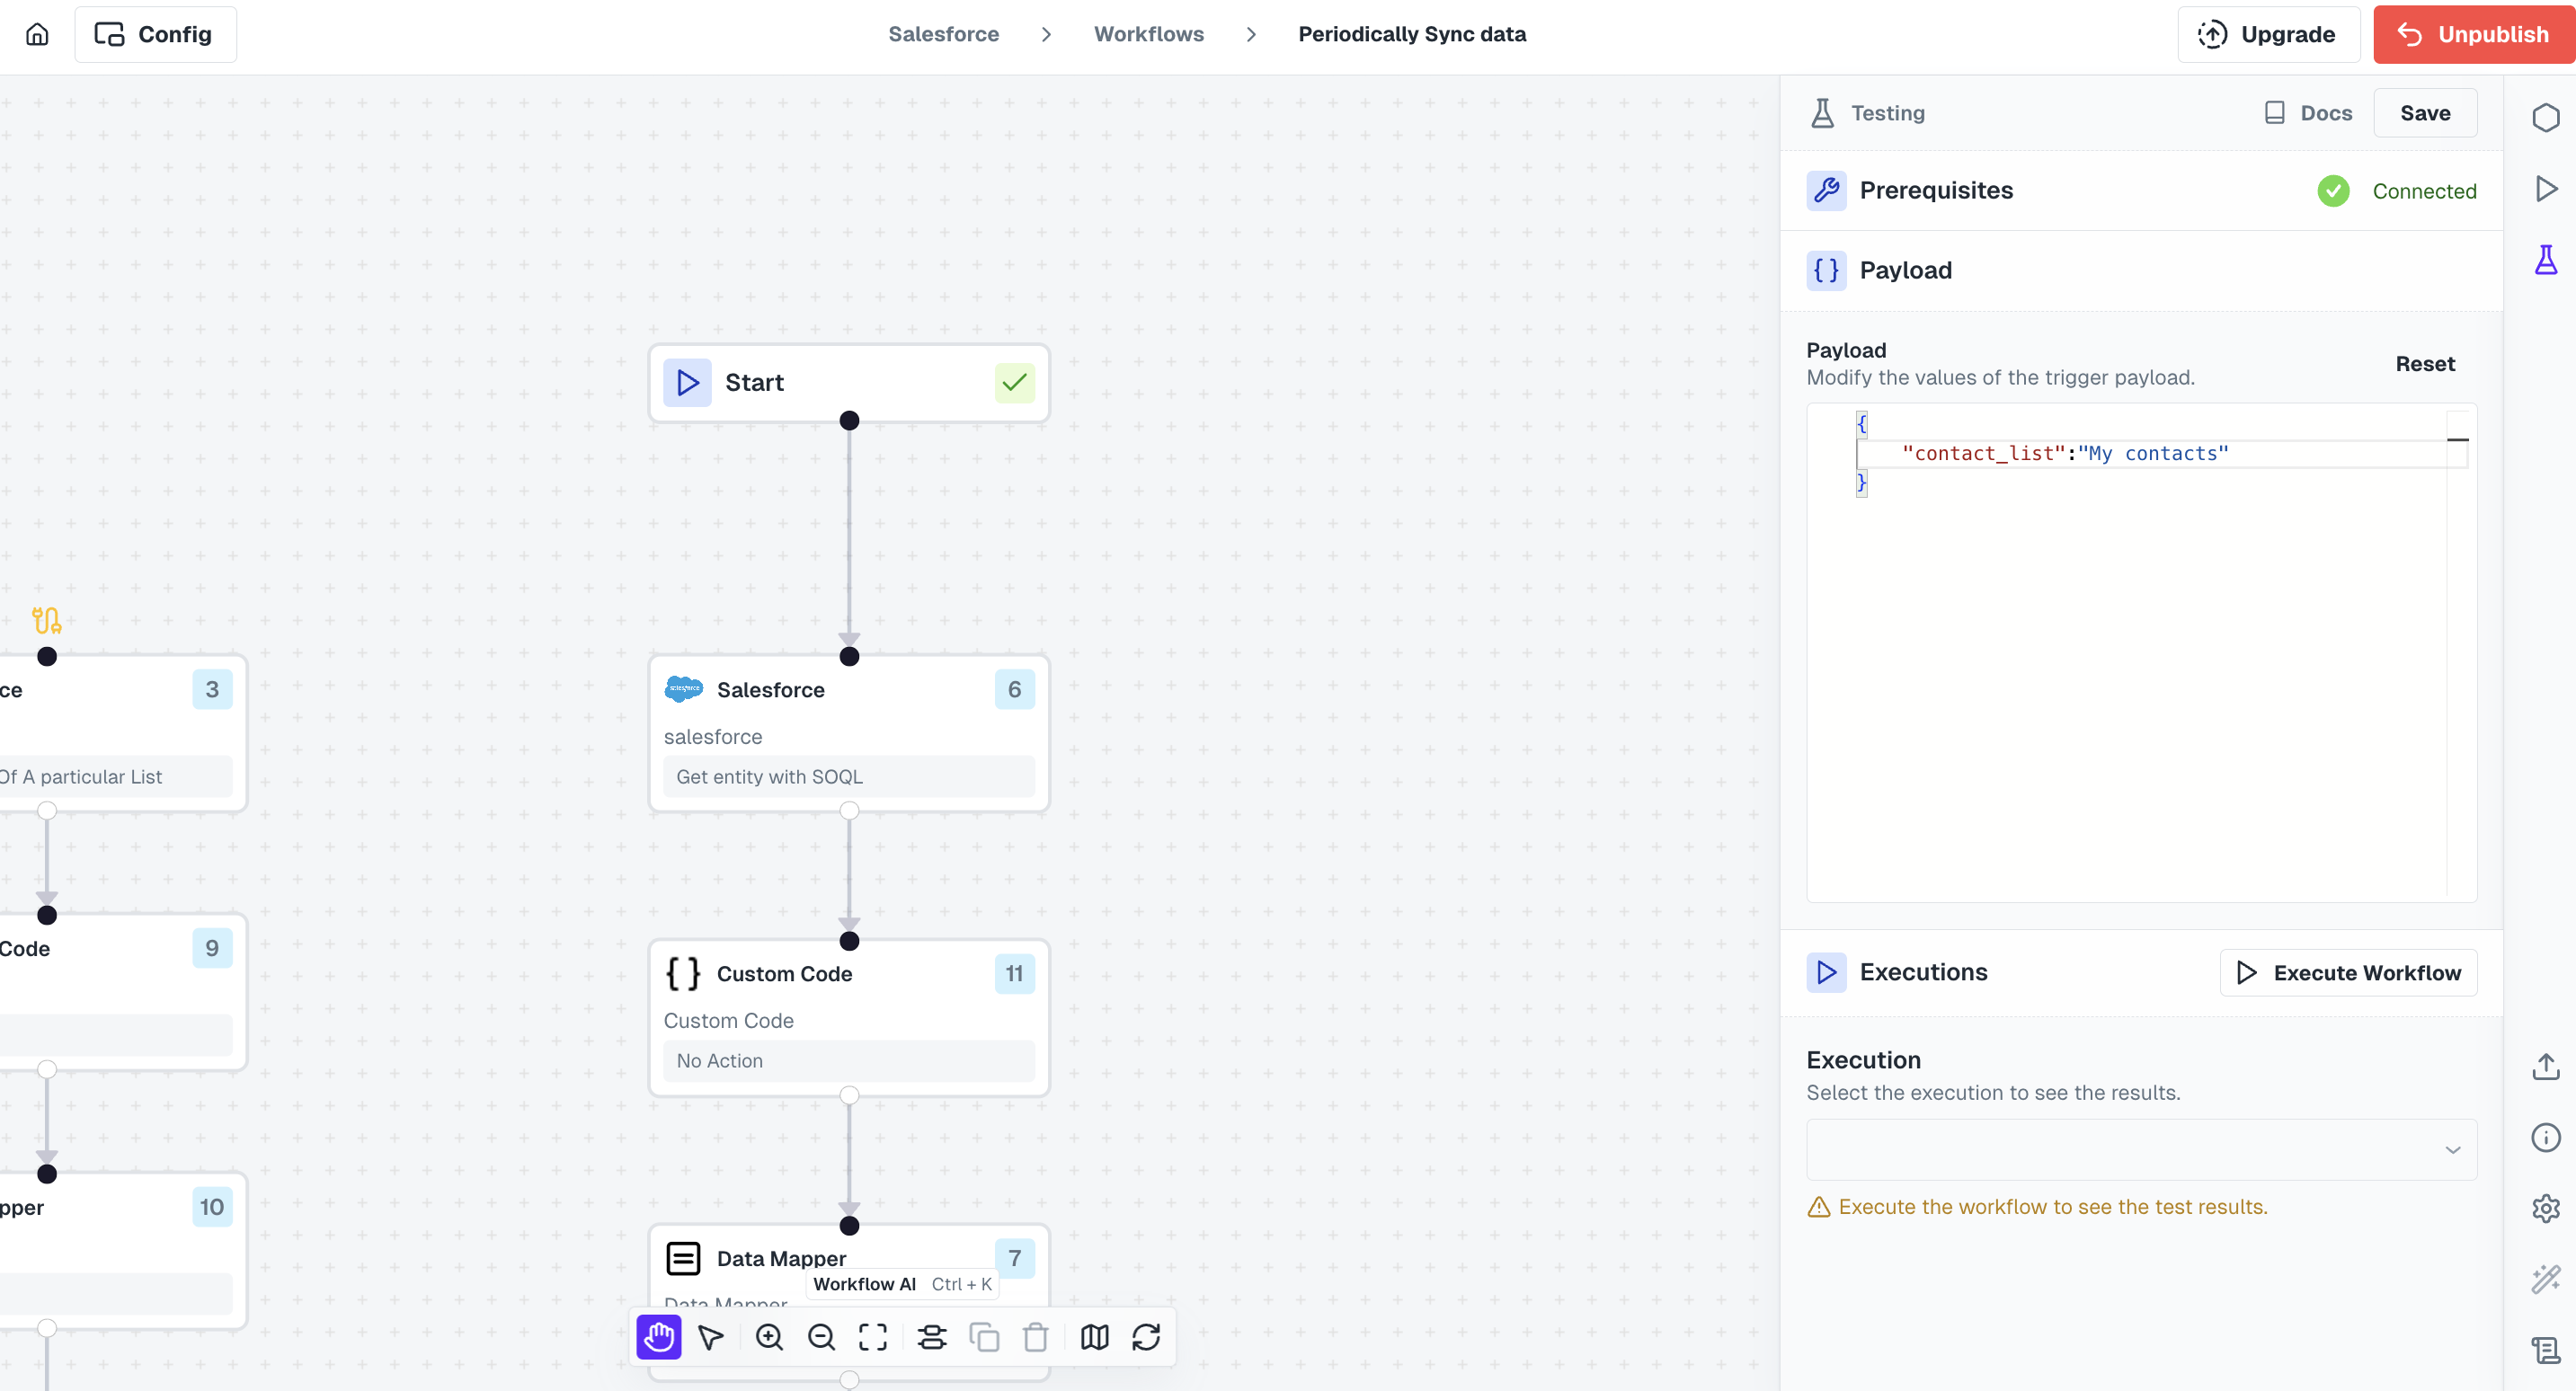 Config
Salesforce > Workflows > Periodically Sync data
Upgrade
Unpublish
Testing
Docs
Save
Prerequisites
Connected
Payload
Payload
Modify the values of the trigger payload.
Reset
{
"contact_list":"My contacts"
}
Executions
Execute Workflow
Execution
Select the execution to see the results.
Execute the workflow to see the test results.
Start
ce
3
Of A particular List
Code
9
pper
10
salesforce
Salesforce
6
salesforce
Get entity with SOQL
Custom Code
11
Custom Code
No Action
Data Mapper
7
Data Mapper
Workflow AI Ctrl + K